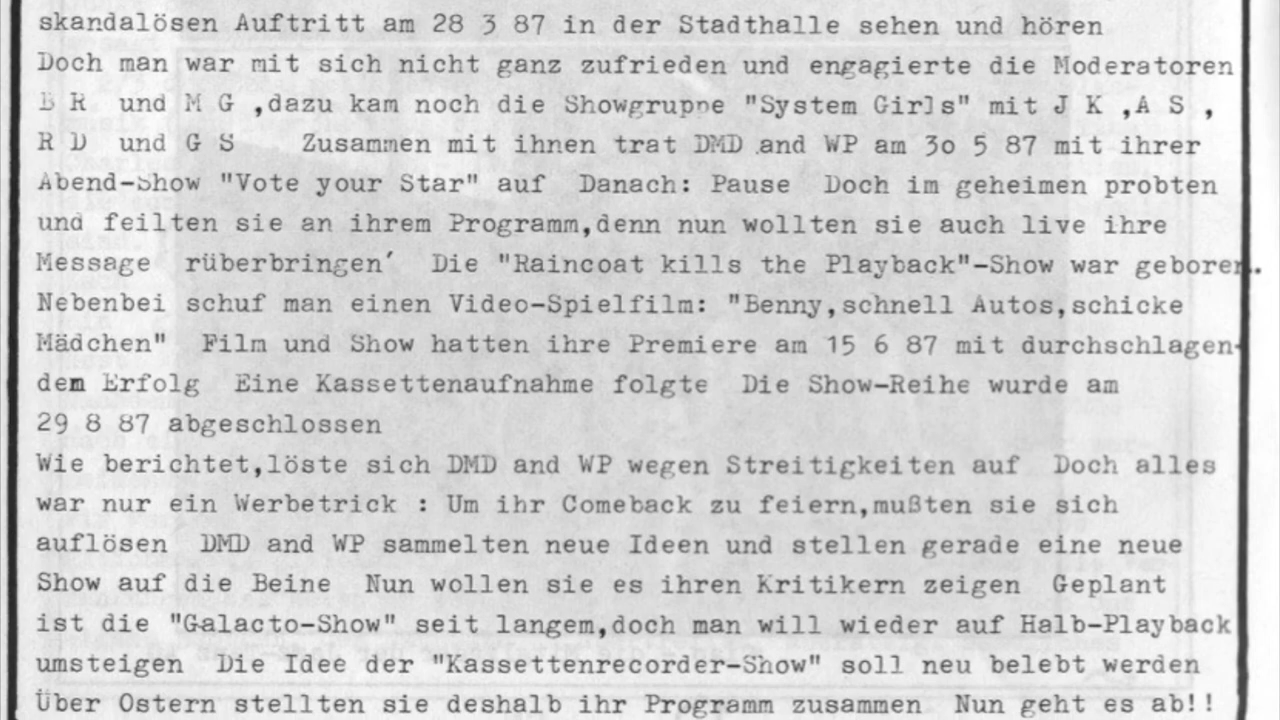 skandalösen Auftritt am 28 3 87 in der Stadthalle sehen und hören
Doch man war mit sich nicht ganz zufrieden und engagierte die Moderatoren
B R und M G ,dazu kam noch die Showgruppe "System Girls" mit J K ,A S ,
R D und G S Zusammen mit ihnen trat DMD and WP am 3o 5 87 mit ihrer
Abend-Show "Vote your Star" auf Danach: Pause Doch im geheimen probten
und feilten sie an ihrem Programm,denn nun wollten sie auch live ihre
Message rüberbringen´ Die "Raincoat kills the Playback"-Show war geboren.
Nebenbei schuf man einen Video-Spielfilm: "Benny,schnell Autos,schicke
Mädchen" Film und Show hatten ihre Premiere am 15 6 87 mit durchschlagen-
dem Erfolg Eine Kassettenaufnahme folgte Die Show-Reihe wurde am
29 8 87 abgeschlossen
Wie berichtet,löste sich DMD and WP wegen Streitigkeiten auf Doch alles
war nur ein Werbetrick : Um ihr Comeback zu feiern,mußten sie sich
auflösen DMD and WP sammelten neue Ideen und stellen gerade eine neue
Show auf die Beine Nun wollen sie es ihren Kritikern zeigen Geplant
ist die "Galacto-Show" seit langem,doch man will wieder auf Halb-Playback
umsteigen Die Idee der "Kassettenrecorder-Show" soll neu belebt werden
Über Ostern stellten sie deshalb ihr Programm zusammen Nun geht es ab!!